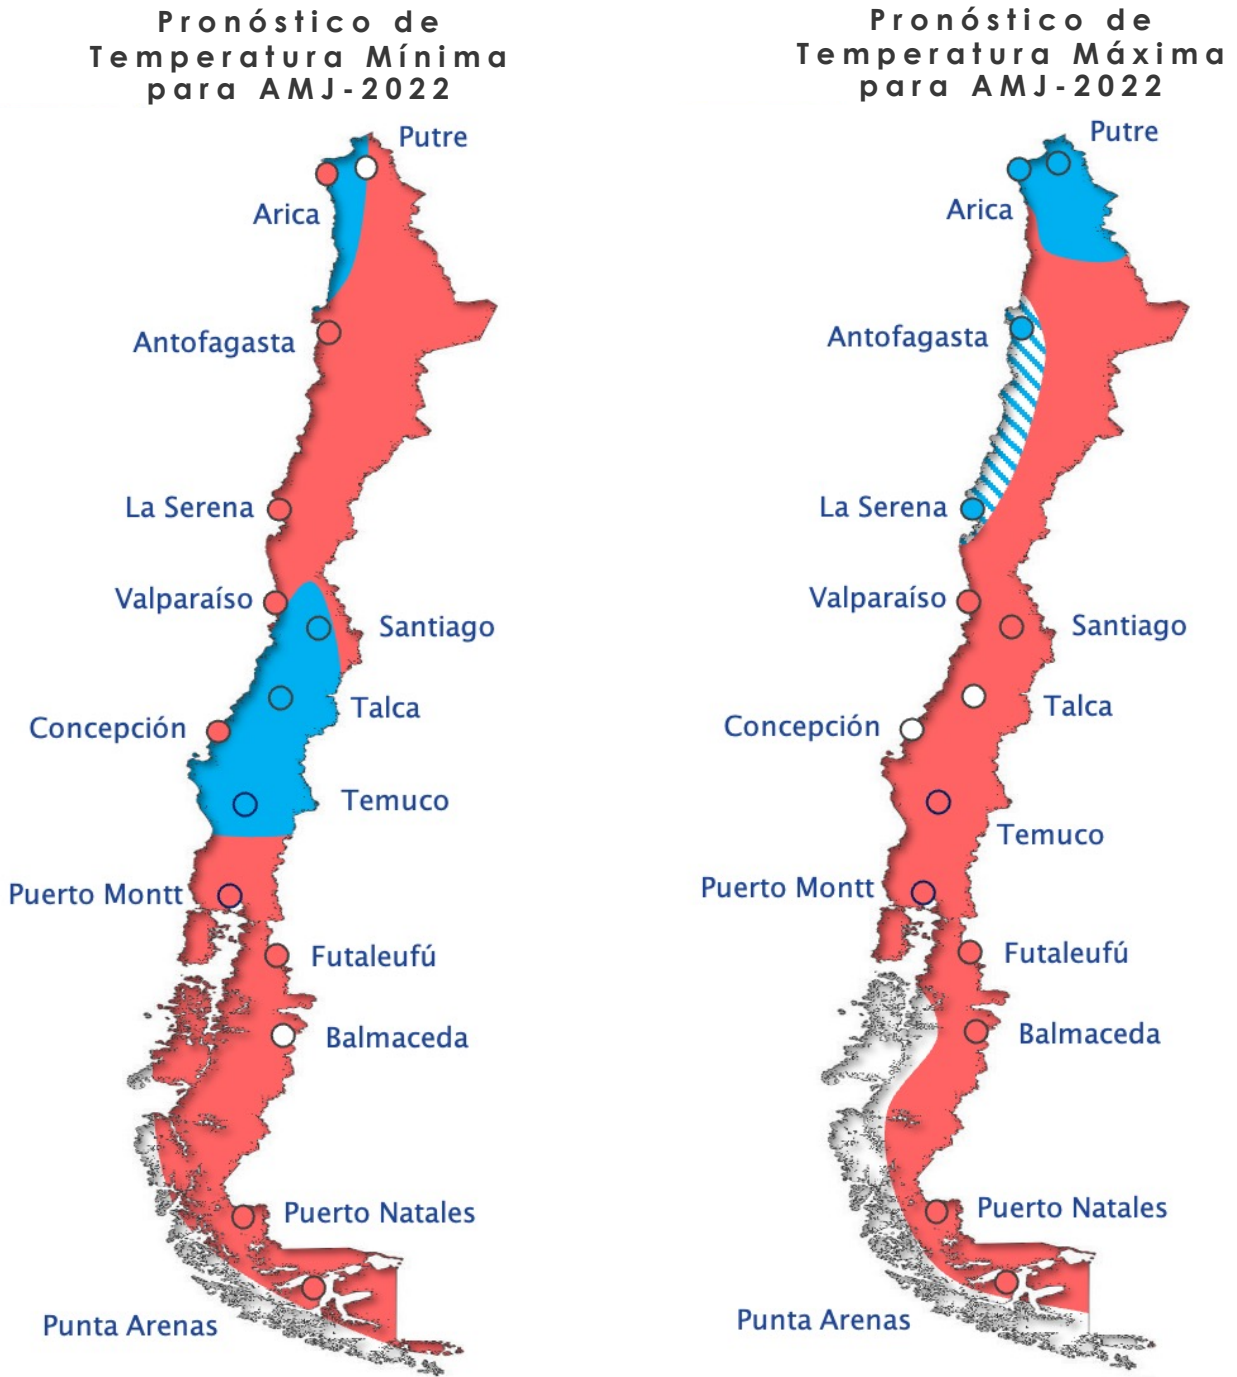 Pronóstico de
Temperatura Mínima
para AMJ-2022
Putre
Arica
Antofagasta
La Serena
Valparaíso
Santiago
Talca
Concepción
Temuco
Puerto Montt
Futaleufú
Balmaceda
Puerto Natales
Punta Arenas
Pronóstico de
Temperatura Máxima
para AMJ-2022
Putre
Arica
Antofagasta
La Serena
Valparaíso
Santiago
Talca
Concepción
Temuco
Puerto Montt
Futaleufú
Balmaceda
Puerto Natales
Punta Arenas